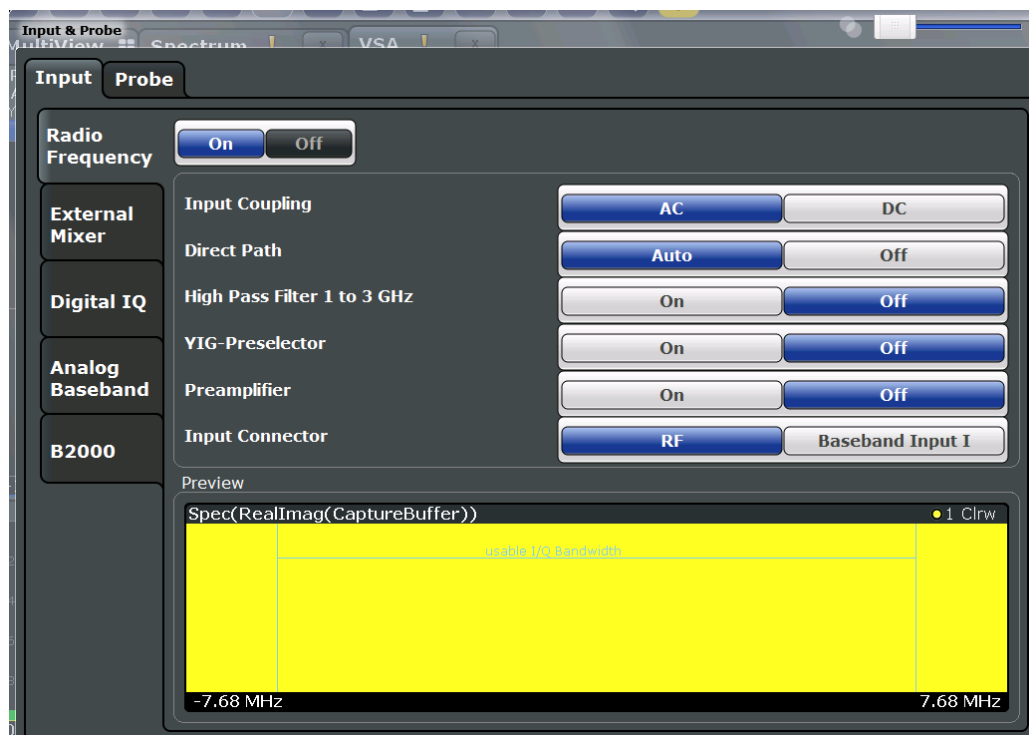 Input & Probe
MultiView Spectrum ! x VSA ! x
Input Probe
Radio
Frequency
On Off
External
Mixer
Digital IQ
Analog
Baseband
B2000
Input Coupling AC DC
Direct Path Auto Off
High Pass Filter 1 to 3 GHz On Off
YIG-Preselector On Off
Preamplifier On Off
Input Connector RF Baseband Input I
Preview
Spec(RealImag(CaptureBuffer)) 1 Clrw
usable I/Q Bandwidth
-7.68 MHz 7.68 MHz